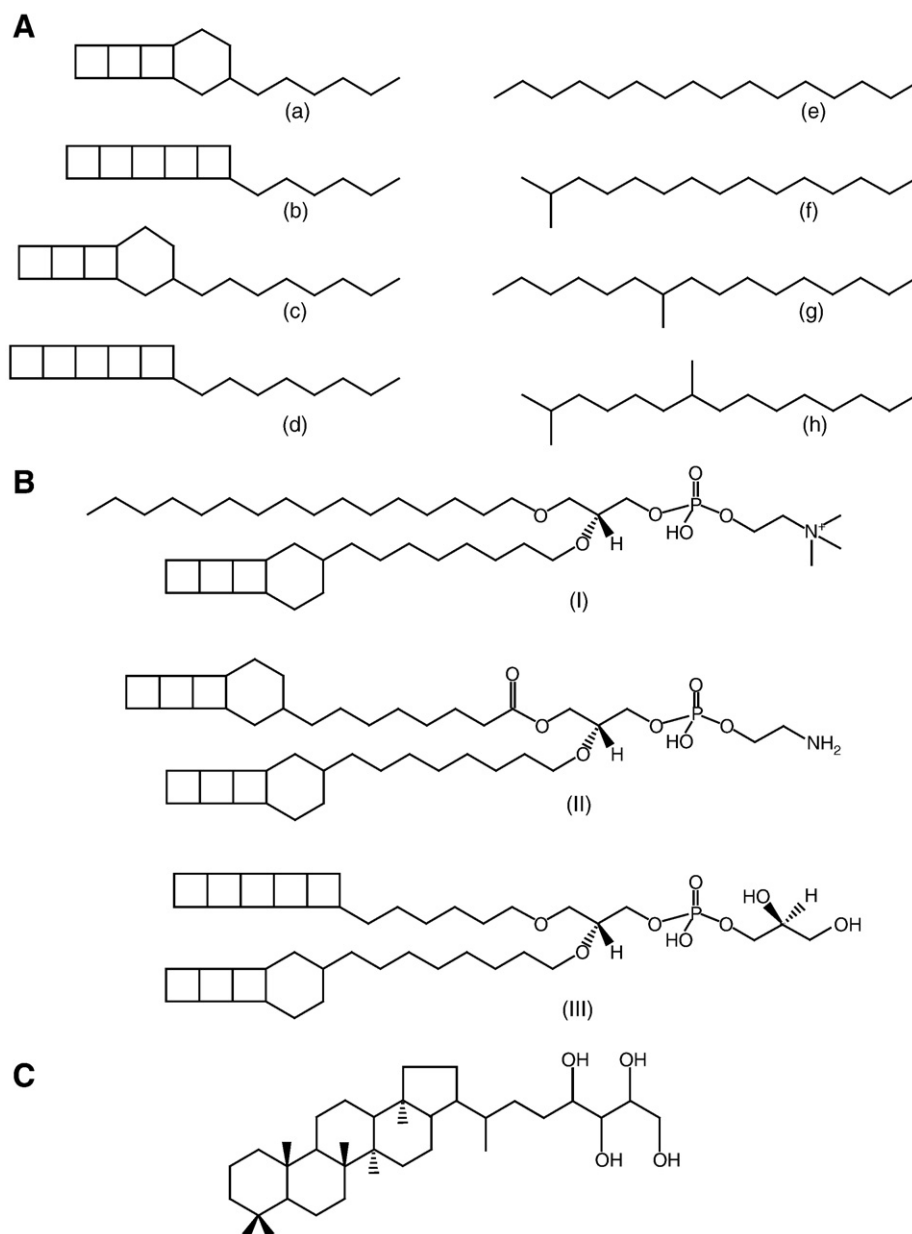 A
(a)
(e)
(b)
(f)
(c)
(g)
(d)
(h)
B
O
O
O
P
O
HO
N+
O
H
(I)
O
O
O
O
P
O
HO
NH2
O
H
(II)
O
HO
H
O
O
P
O
OH
HO
O
H
(III)
C
OH
OH
OH
OH